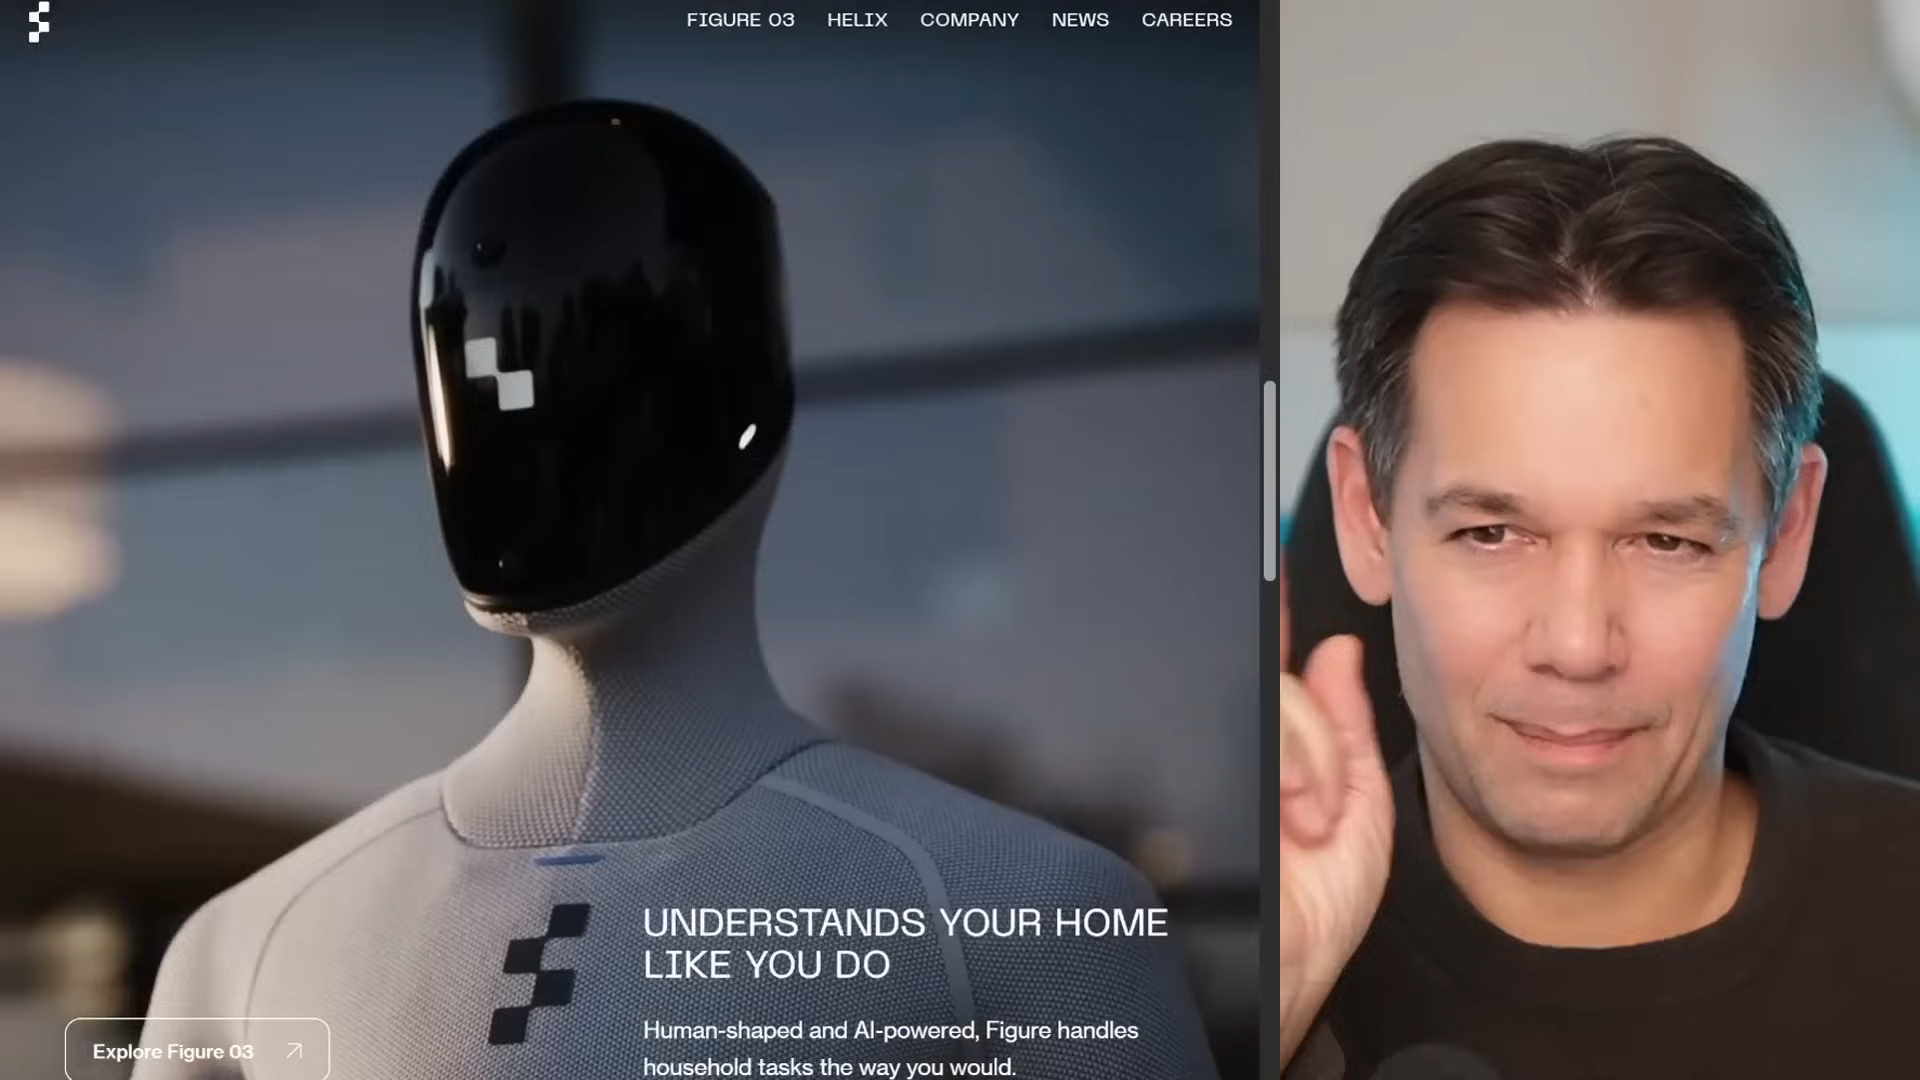 FIGURE 03 HELIX COMPANY NEWS CAREERS
UNDERSTANDS YOUR HOME
LIKE YOU DO
Human-shaped and AI-powered, Figure handles
household tasks the way you would.
Explore Figure 03